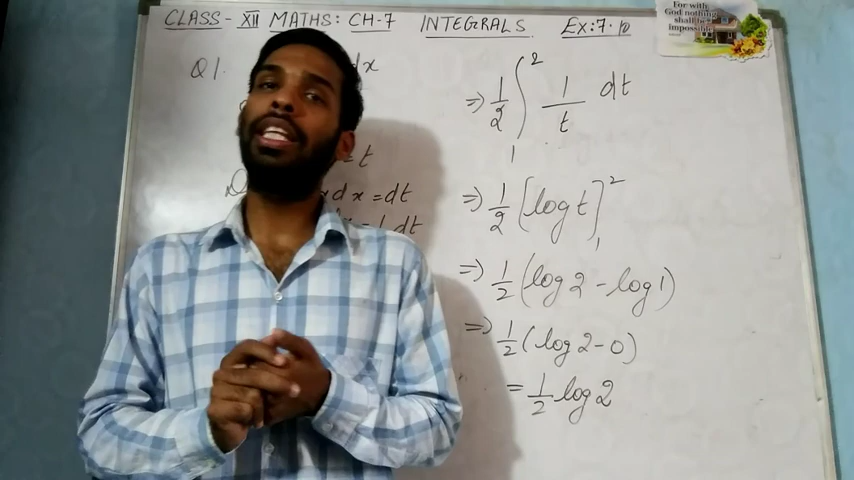 CLASS - XII MATHS: CH-7 INTEGRALS Ex: 7.10
For with
God nothing
shall be
impossible
Q1. dx
= t
xdx = dt
dt
⇒ 1/2 ∫₁² 1/t dt
⇒ 1/2 [log t]₁²
⇒ 1/2 (log 2 - log 1)
⇒ 1/2 (log 2 - 0)
= 1/2 log 2